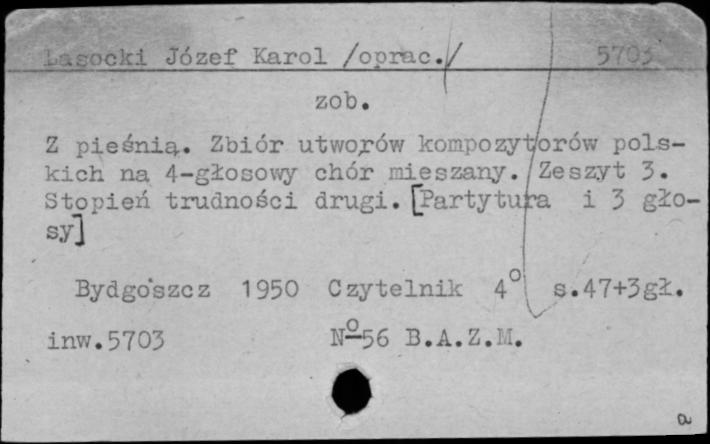 Lasocki Józef Karol /oprac./ 5703
zob.
Z pieśnią. Zbiór utworów kompozytorów pols-
kich na 4-głosowy chór mieszany. Zeszyt 3.
Stopień trudności drugi. [Partytura i 3 gło-
sy]
Bydgoszcz 1950 Czytelnik 4° s.47+3gł.
inw.5703 Nº56 B.A.Z.M.
a